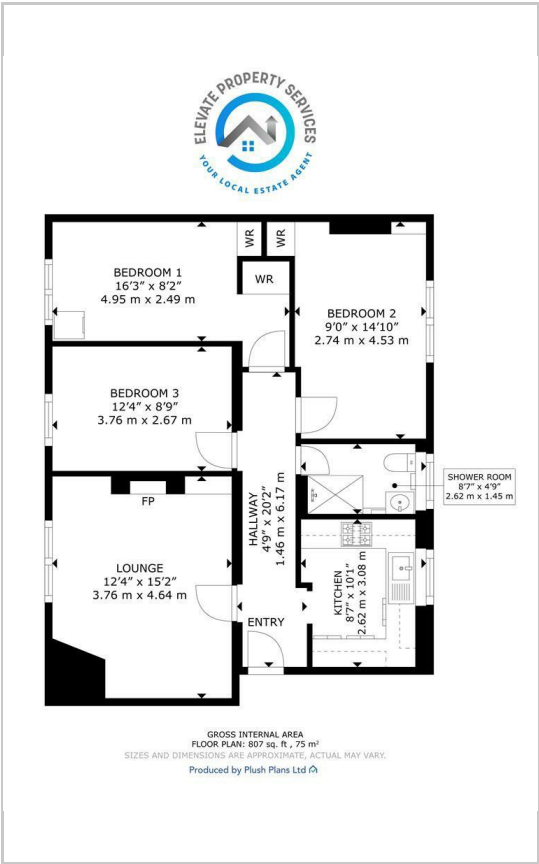 ELEVATE PROPERTY SERVICES
YOUR LOCAL ESTATE AGENT
WR
WR
WR
BEDROOM 1
16'3" x 8'2"
4.95 m x 2.49 m
BEDROOM 2
9'0" x 14'10"
2.74 m x 4.53 m
BEDROOM 3
12'4" x 8'9"
3.76 m x 2.67 m
SHOWER ROOM
8'7" x 4'9"
2.62 m x 1.45 m
FP
HALLWAY
4'9" x 20'2"
1.46 m x 6.17 m
LOUNGE
12'4" x 15'2"
3.76 m x 4.64 m
KITCHEN
8'7" x 10'1"
2.62 m x 3.08 m
ENTRY
GROSS INTERNAL AREA
FLOOR PLAN: 807 sq. ft , 75 m²
SIZES AND DIMENSIONS ARE APPROXIMATE, ACTUAL MAY VARY.
Produced by Plush Plans Ltd